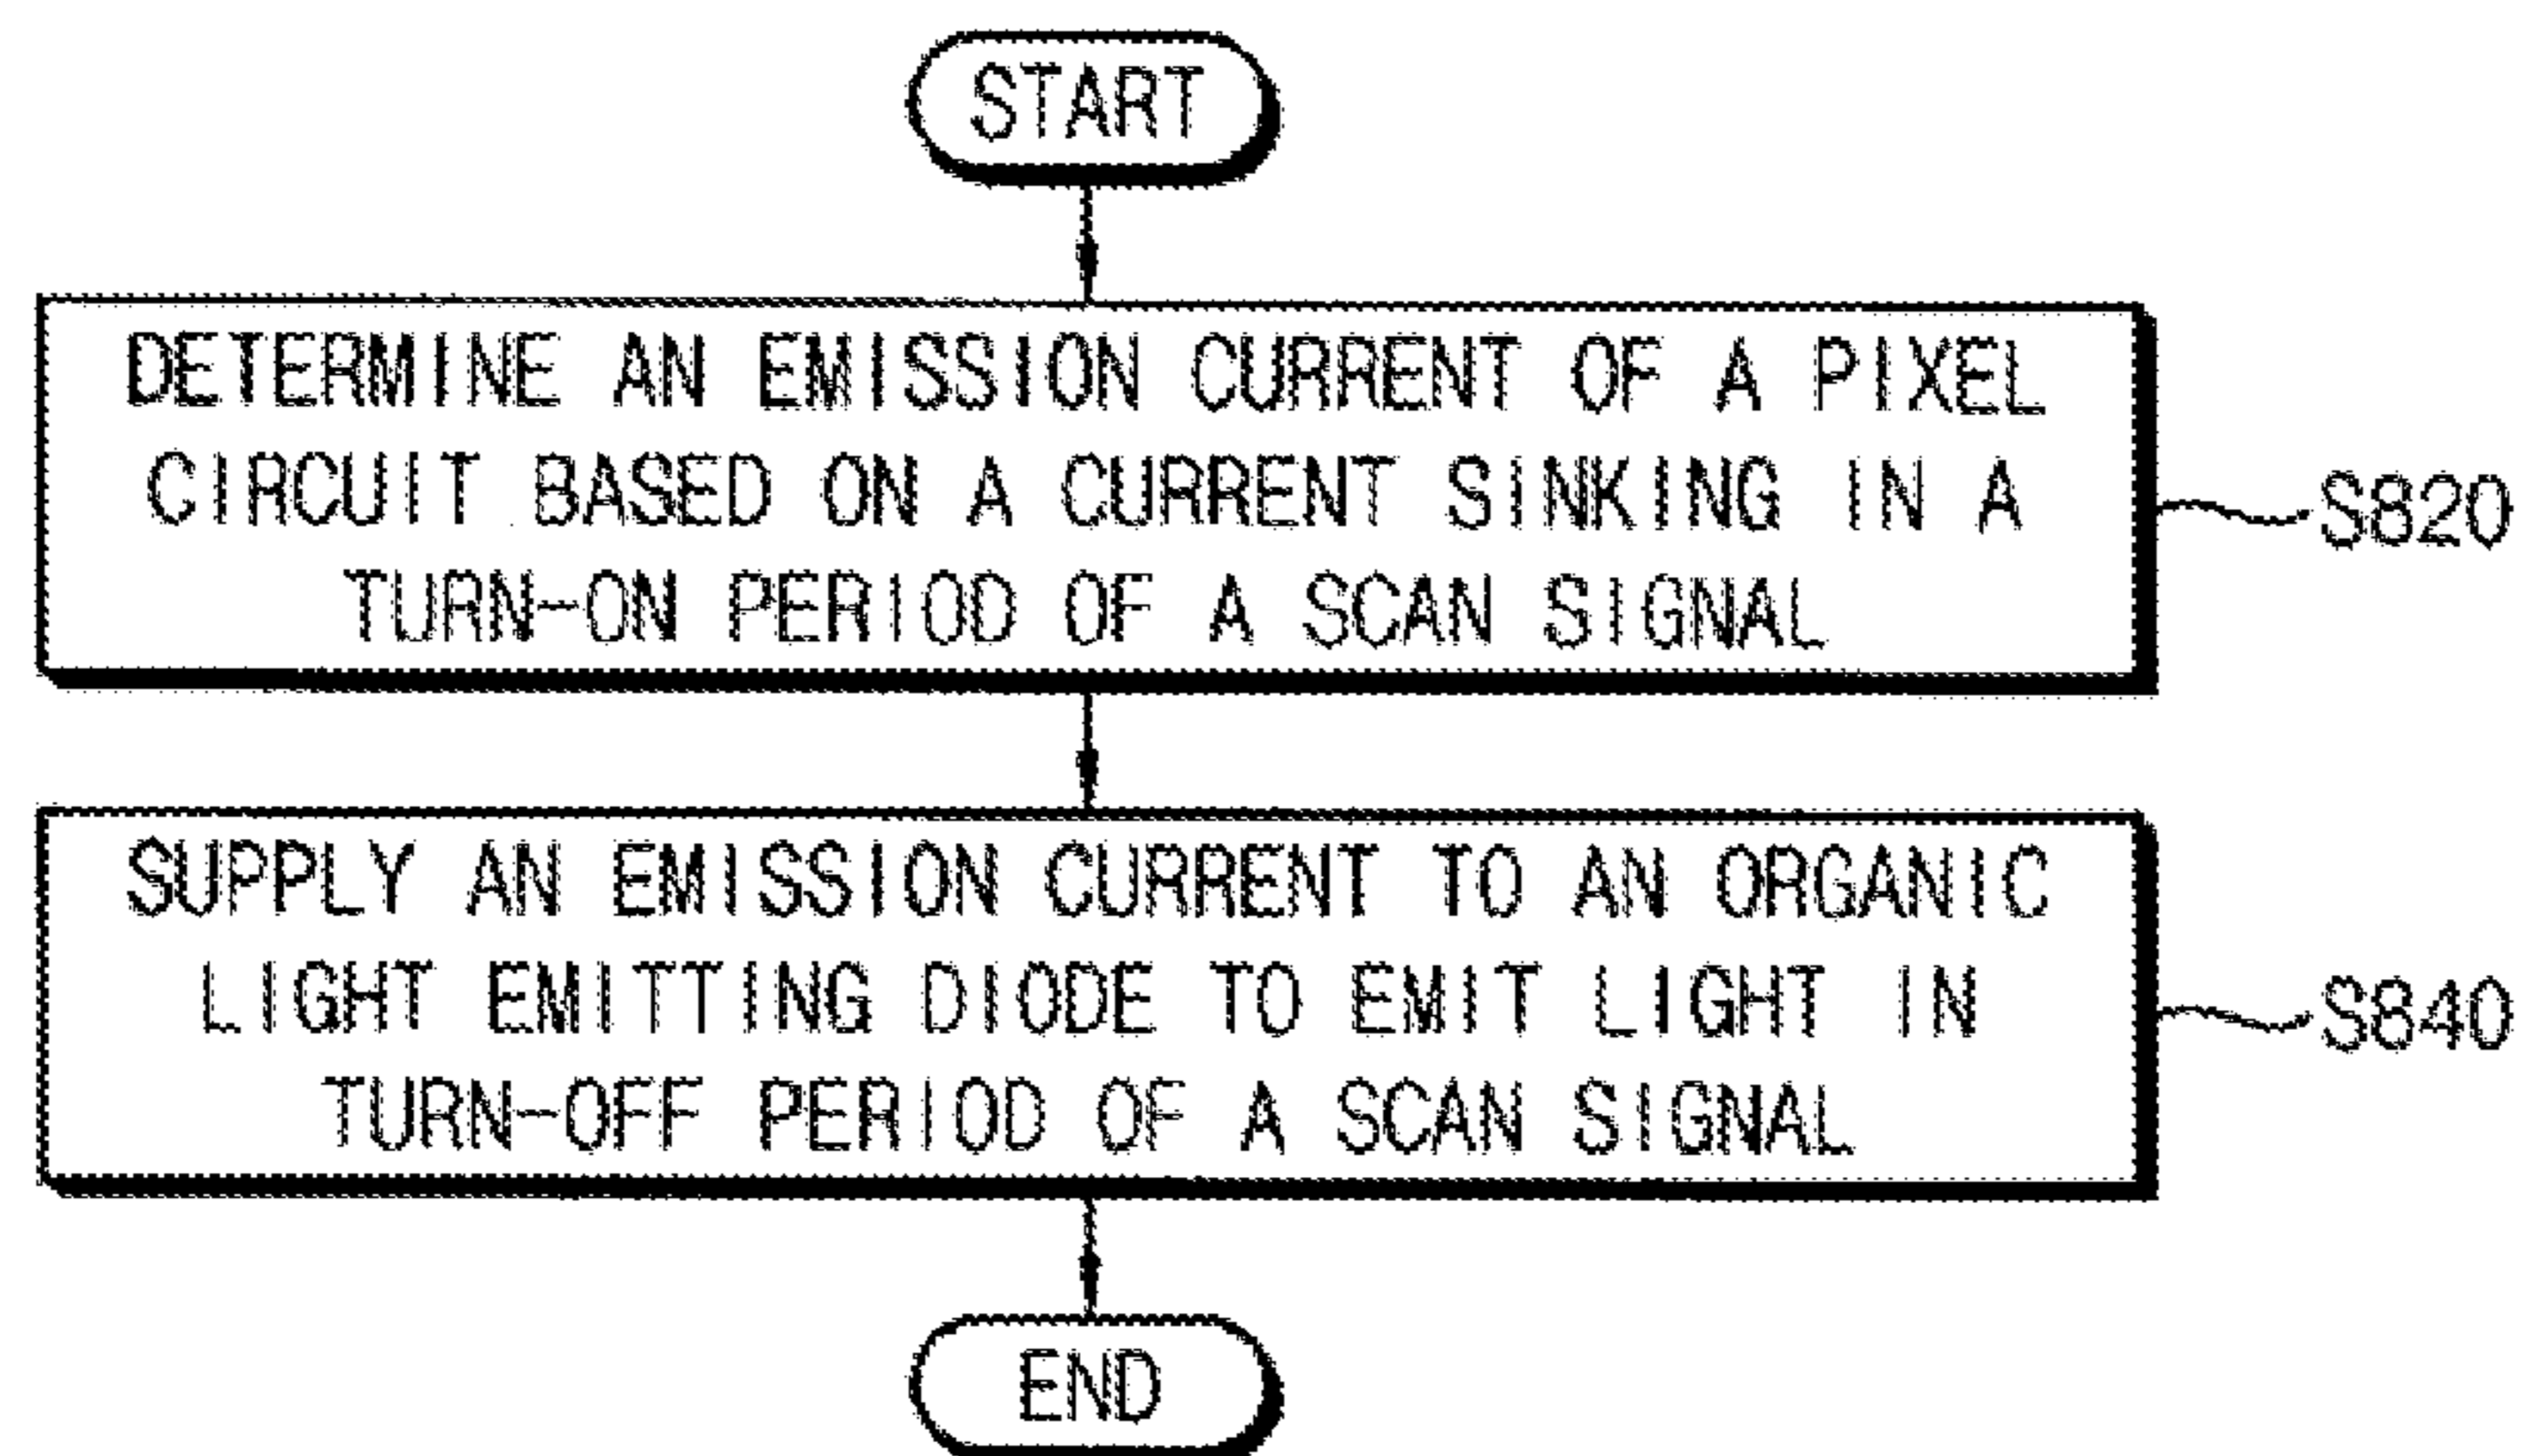 START
DETERMINE AN EMISSION CURRENT OF A PIXEL
CIRCUIT BASED ON A CURRENT SINKING IN A
TURN-ON PERIOD OF A SCAN SIGNAL
S820
SUPPLY AN EMISSION CURRENT TO AN ORGANIC
LIGHT EMITTING DIODE TO EMIT LIGHT IN
TURN-OFF PERIOD OF A SCAN SIGNAL
S840
END